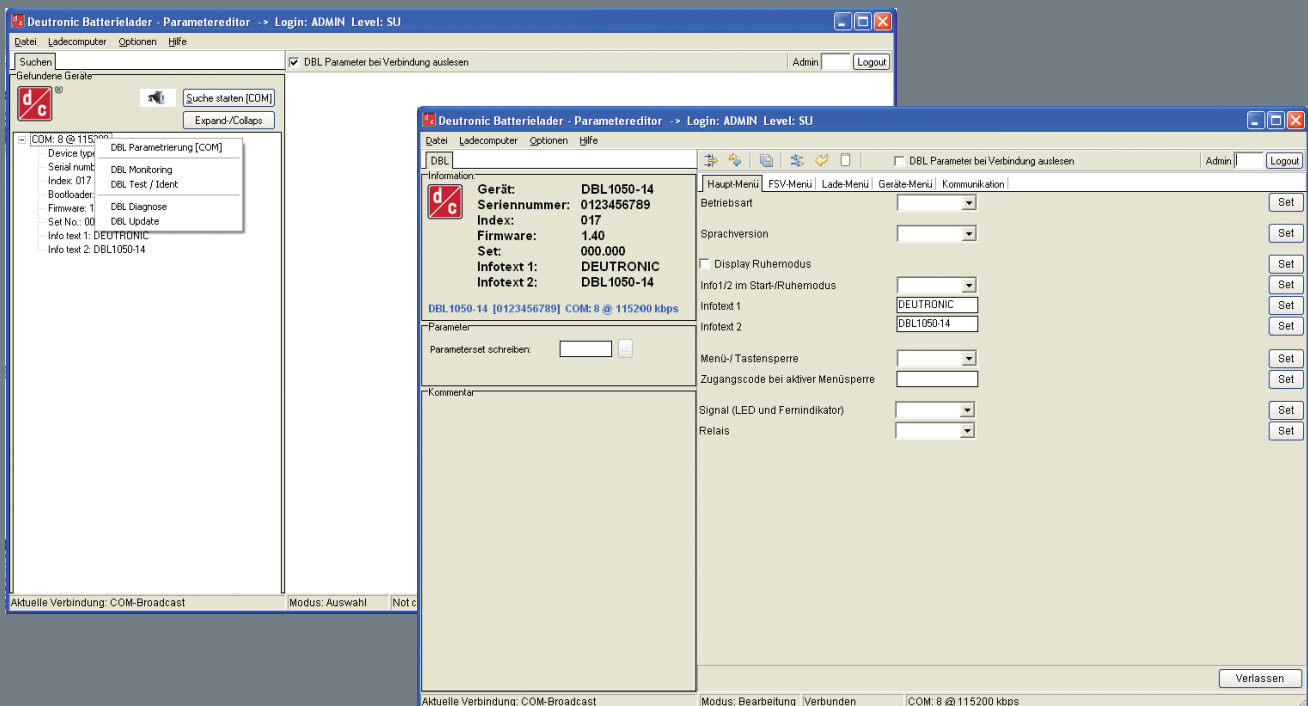 Deutronic Batterielader - Parametereditor -> Login: ADMIN Level: SU
Datei Ladecomputer Optionen Hilfe
Suchen
DBL Parameter bei Verbindung auslesen
Admin
Logout
Gefundene Geräte
d/c ®
Suche starten [COM]
Expand-/Collaps
COM: 8 @ 115200
Device type
Serial numb
Index: 017
Bootloader:
Firmware: 1
Set No.: 00
Info text 1: DEUTRONIC
Info text 2: DBL1050-14
DBL Parametrierung [COM]
DBL Monitoring
DBL Test / Ident
DBL Diagnose
DBL Update
Aktuelle Verbindung: COM-Broadcast
Modus: Auswahl
Not c
Deutronic Batterielader - Parametereditor -> Login: ADMIN Level: SU
Datei Ladecomputer Optionen Hilfe
DBL
DBL Parameter bei Verbindung auslesen
Admin
Logout
Information:
d/c
Gerät: DBL1050-14
Seriennummer: 0123456789
Index: 017
Firmware: 1.40
Set: 000.000
Infotext 1: DEUTRONIC
Infotext 2: DBL1050-14
DBL1050-14 [0123456789] COM: 8 @ 115200 kbps
Parameter
Parameterset schreiben: ...
Kommentar
Haupt-Menü FSV-Menü Lade-Menü Geräte-Menü Kommunikation
Betriebsart Set
Sprachversion Set
Display Ruhemodus Set
Info1/2 im Start-/Ruhemodus Set
Infotext 1 DEUTRONIC Set
Infotext 2 DBL1050-14 Set
Menü-/ Tastensperre Set
Zugangscode bei aktiver Menüsperre Set
Signal (LED und Fernindikator) Set
Relais Set
Verlassen
Aktuelle Verbindung: COM-Broadcast
Modus: Bearbeitung
Verbunden
COM: 8 @ 115200 kbps